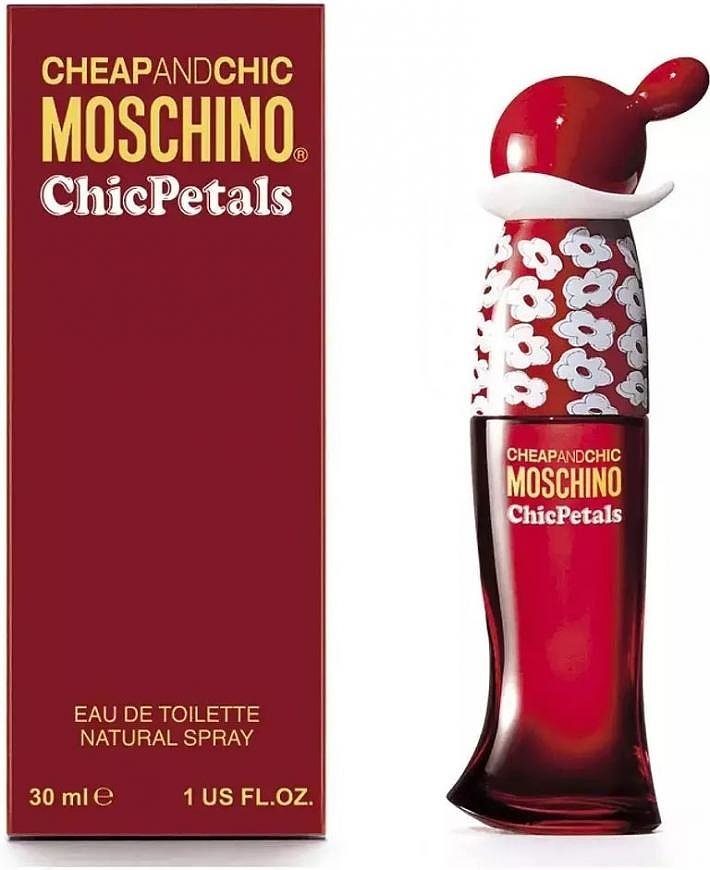 CHEAPANDCHIC
MOSCHINO®
ChicPetals
EAU DE TOILETTE
NATURAL SPRAY
30 ml ℮ 1 US FL.OZ.
CHEAPANDCHIC
MOSCHINO
ChicPetals